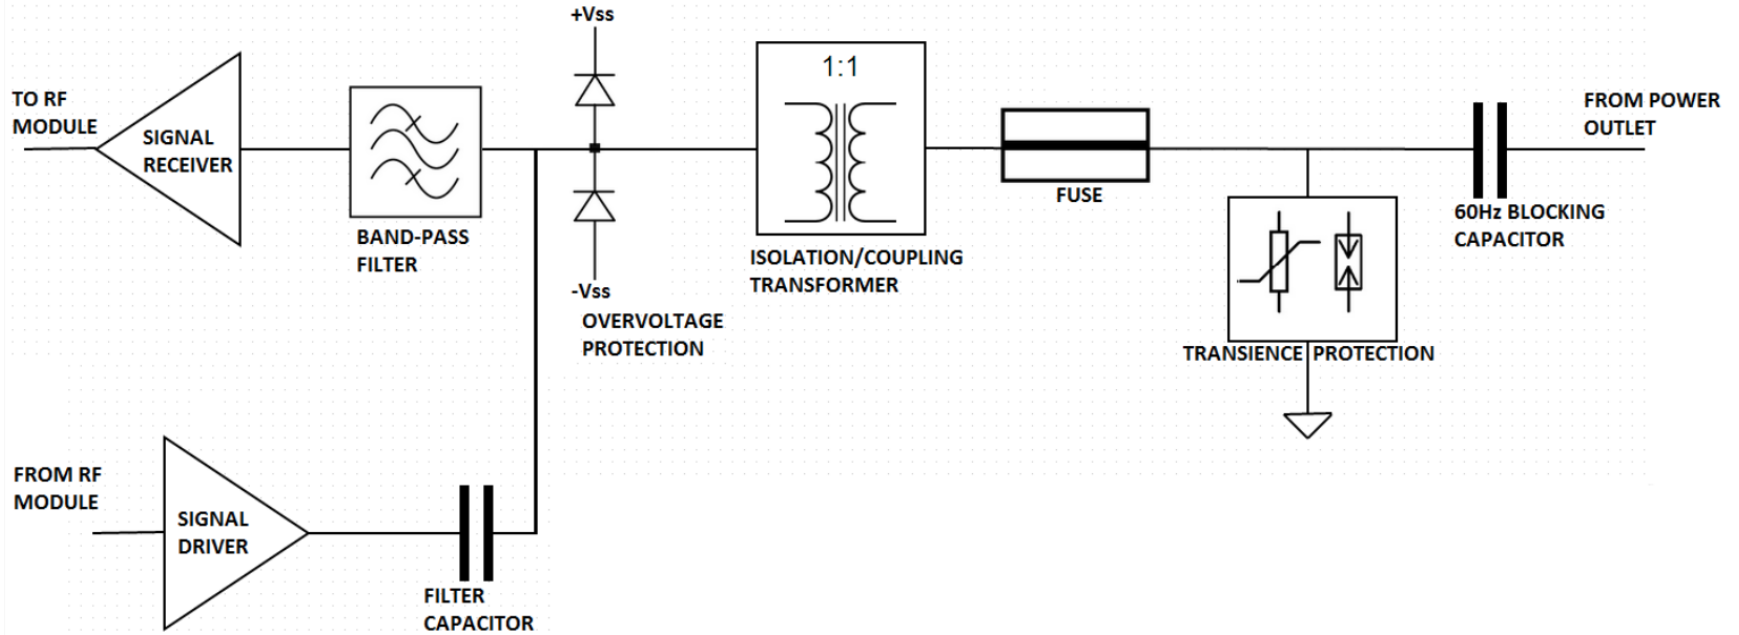 +Vss
1:1
TO RF
MODULE
SIGNAL
RECEIVER
BAND-PASS
FILTER
-Vss
OVERVOLTAGE
PROTECTION
ISOLATION/COUPLING
TRANSFORMER
FUSE
FROM POWER
OUTLET
60Hz BLOCKING
CAPACITOR
TRANSIENCE PROTECTION
FROM RF
MODULE
SIGNAL
DRIVER
FILTER
CAPACITOR